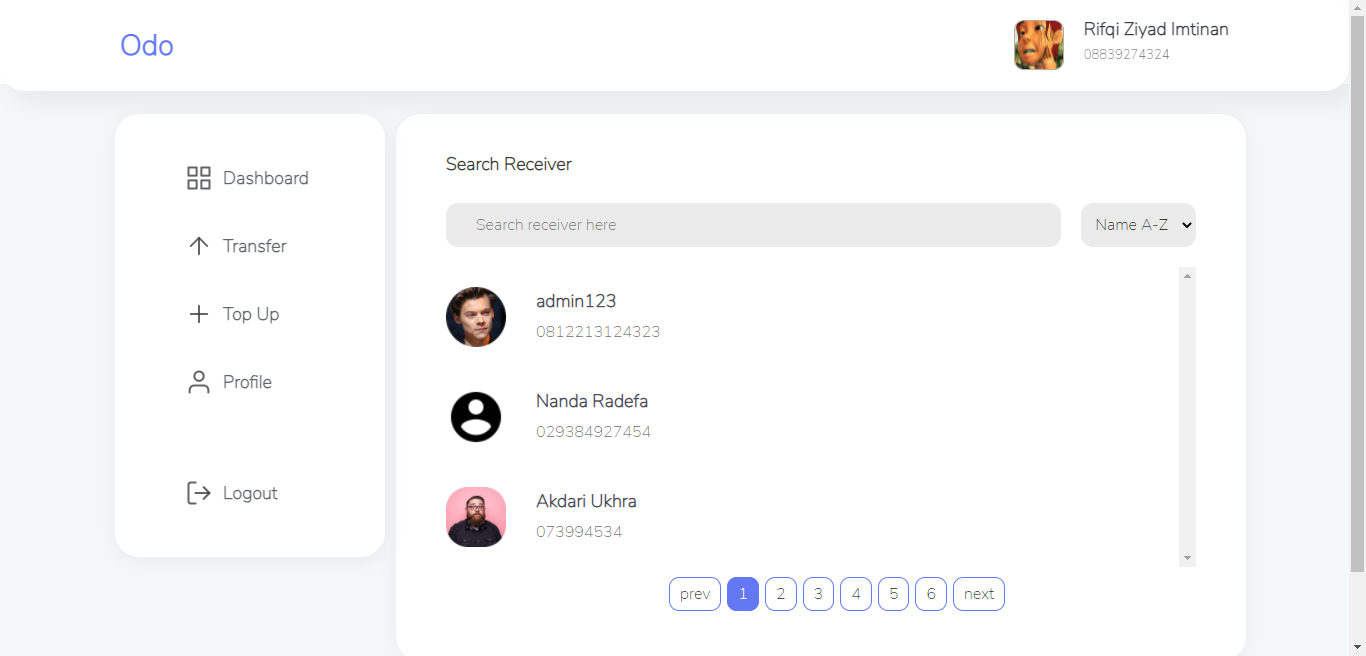 Odo
Rifqi Ziyad Imtinan
08839274324
Dashboard
Transfer
Top Up
Profile
Logout
Search Receiver
Search receiver here
Name A-Z
admin123
0812213124323
Nanda Radefa
029384927454
Akdari Ukhra
073994534
prev 1 2 3 4 5 6 next